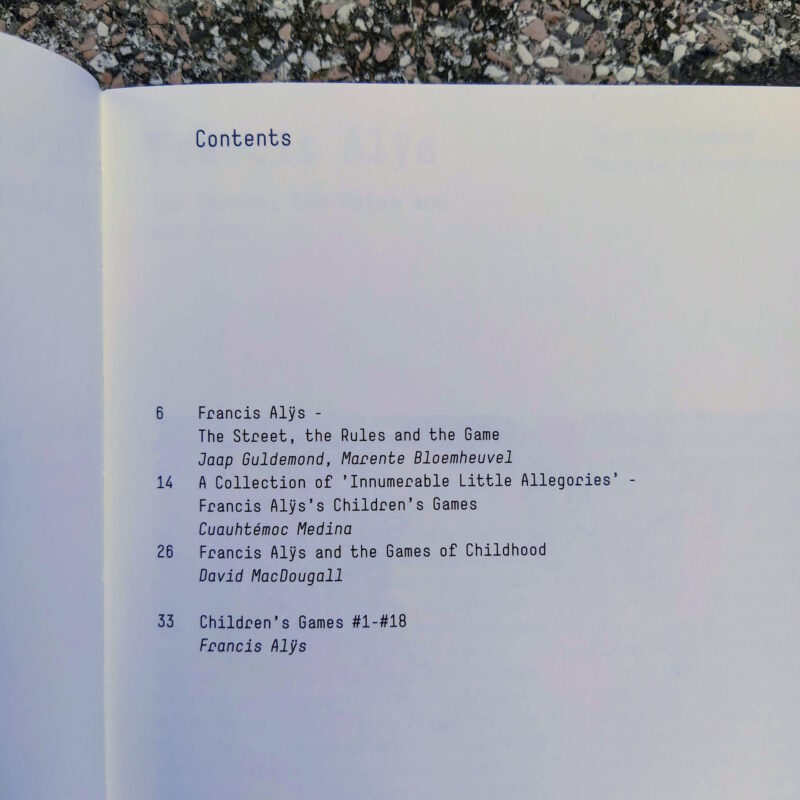 Contents
6 Francis Alÿs -
The Street, the Rules and the Game
Jaap Guldemond, Marente Bloemheuvel
14 A Collection of 'Innumerable Little Allegories' -
Francis Alÿs's Children's Games
Cuauhtémoc Medina
26 Francis Alÿs and the Games of Childhood
David MacDougall
33 Children's Games #1-#18
Francis Alÿs